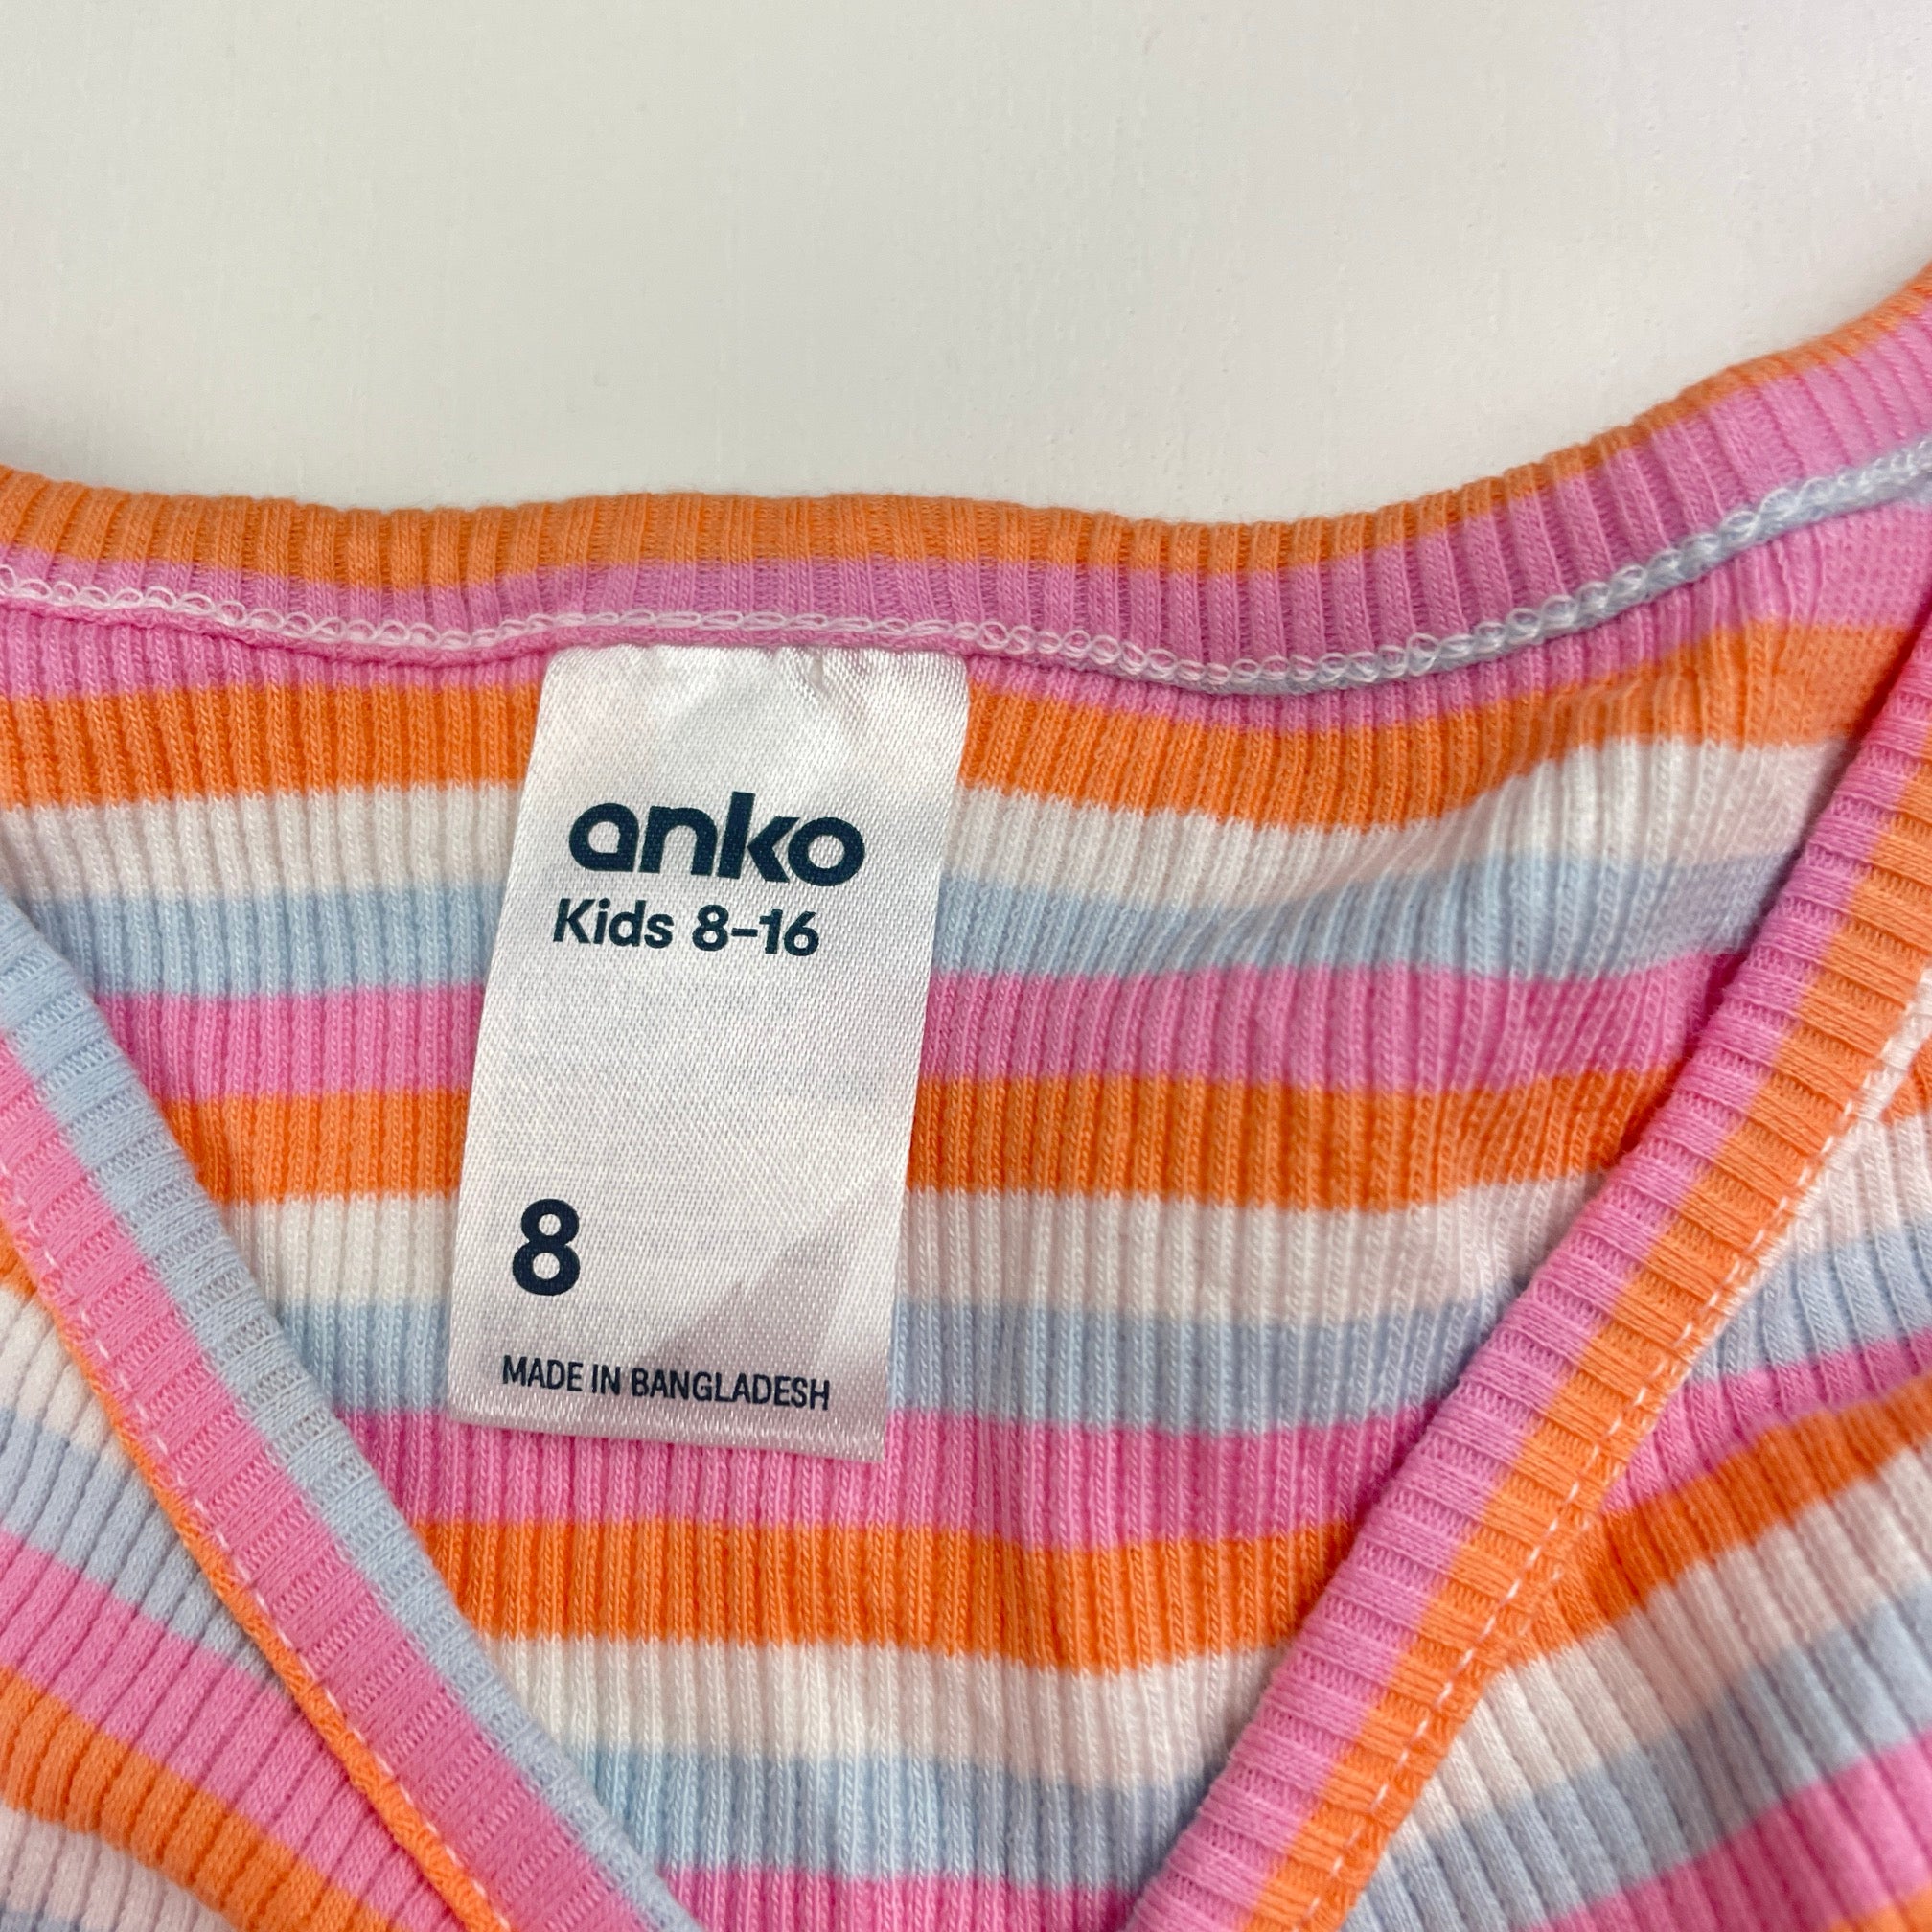 anko
Kids 8-16
8
MADE IN BANGLADESH